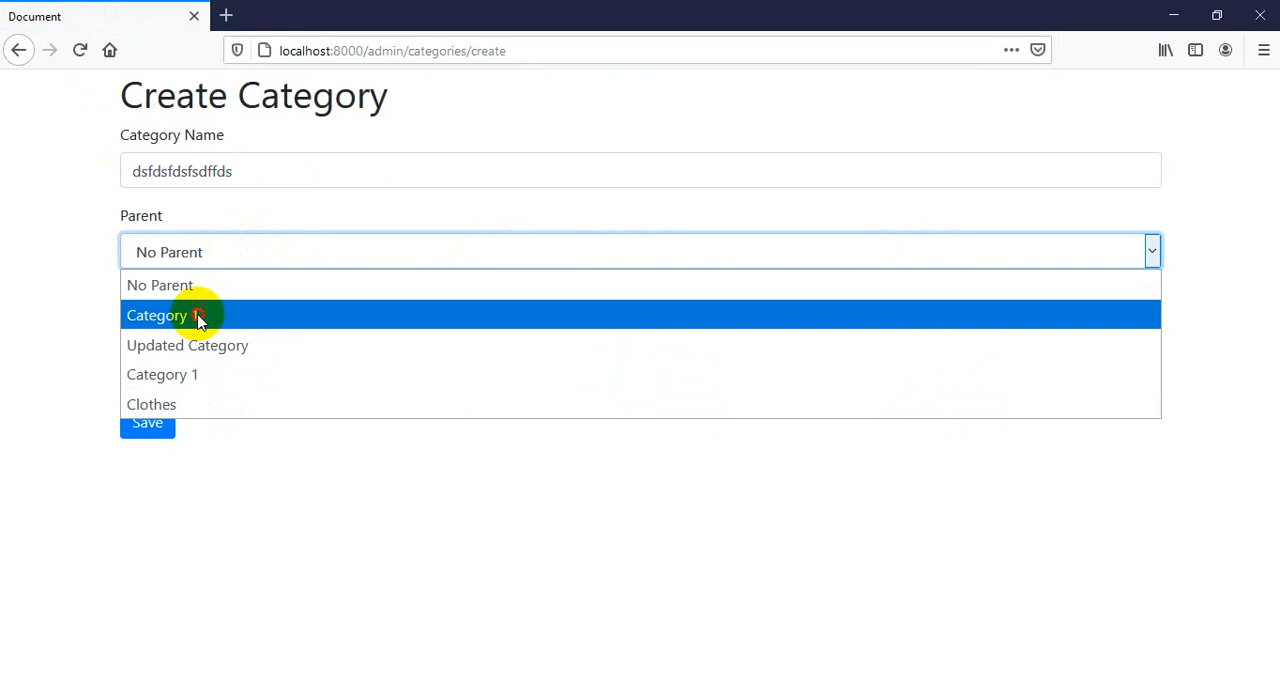 Document
localhost:8000/admin/categories/create
Create Category
Category Name
dsfdsfdsfsdffds
Parent
No Parent
No Parent
Category
Updated Category
Category 1
Clothes
Save